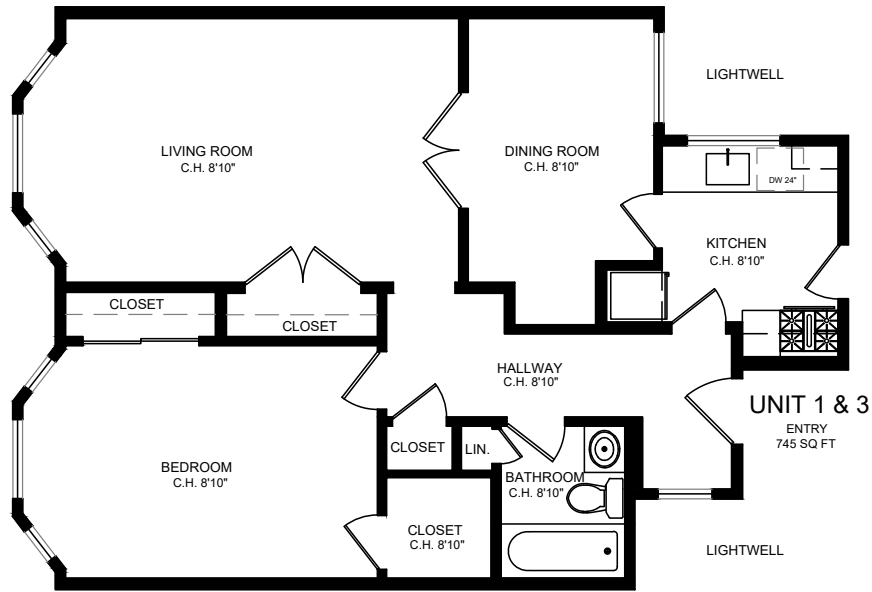 LIGHTWELL
LIVING ROOM
C.H. 8'10"
DINING ROOM
C.H. 8'10"
DW 24"
KITCHEN
C.H. 8'10"
CLOSET
CLOSET
HALLWAY
C.H. 8'10"
UNIT 1 & 3
ENTRY
745 SQ FT
CLOSET
LIN.
BEDROOM
C.H. 8'10"
BATHROOM
C.H. 8'10"
CLOSET
C.H. 8'10"
LIGHTWELL